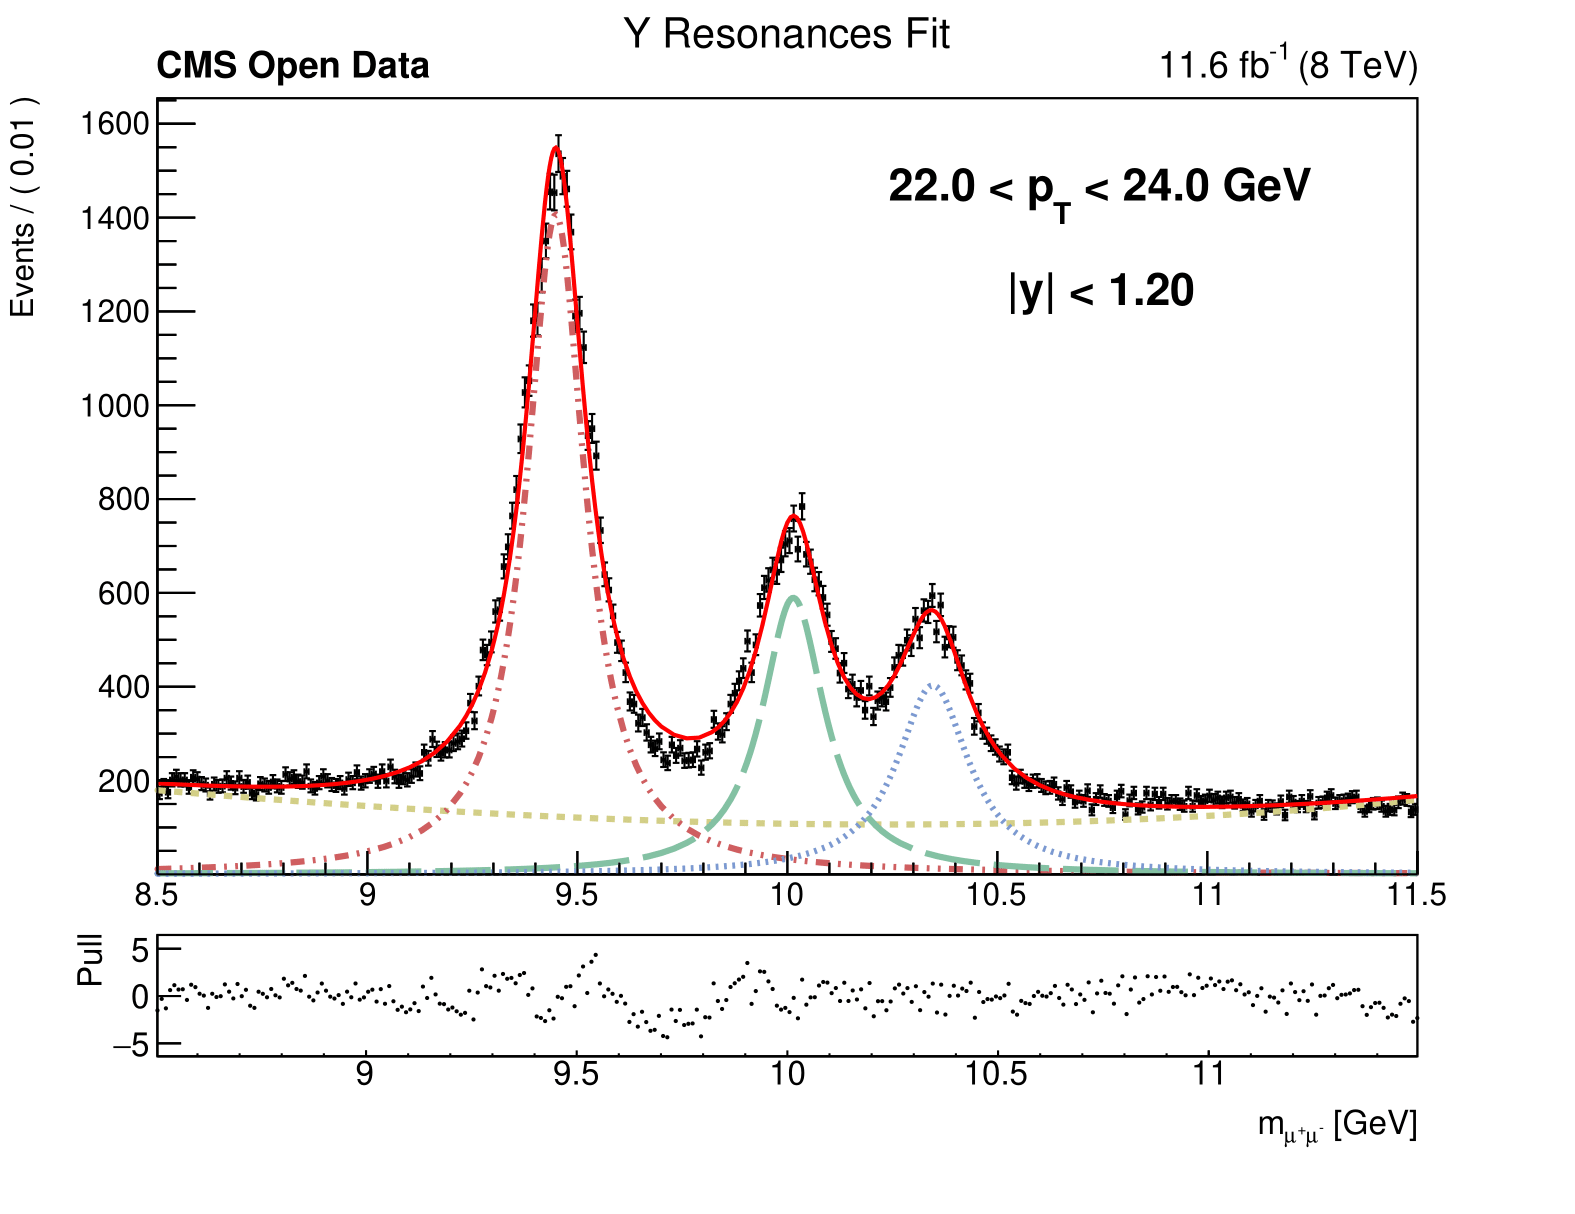 Y Resonances Fit
CMS Open Data
11.6 fb⁻¹ (8 TeV)
Events / ( 0.01 )
1600
1400
1200
1000
800
600
400
200
22.0 < p_T < 24.0 GeV
|y| < 1.20
8.5 9 9.5 10 10.5 11 11.5
Pull
5
0
−5
9 9.5 10 10.5 11
m_μ⁺μ⁻ [GeV]